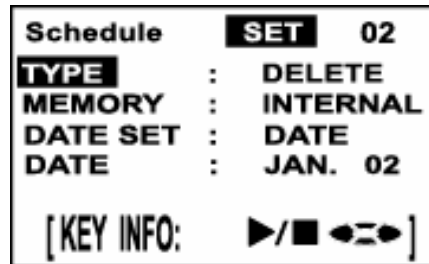 Schedule SET 02
TYPE : DELETE
MEMORY : INTERNAL
DATE SET : DATE
DATE : JAN. 02
[KEY INFO: ▶/■ ]